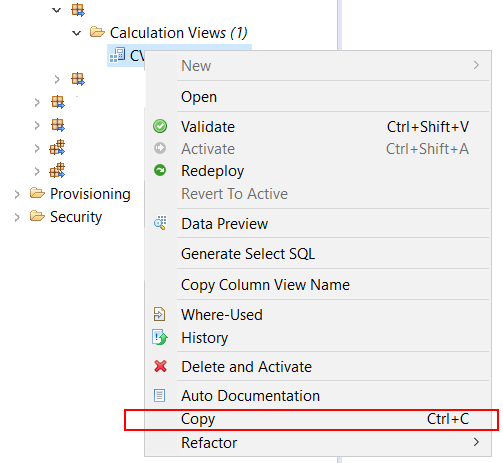 Calculation Views (1)
CV
New
Open
Validate Ctrl+Shift+V
Activate Ctrl+Shift+A
Redeploy
Revert To Active
Provisioning
Security
Data Preview
Generate Select SQL
Copy Column View Name
Where-Used
History
Delete and Activate
Auto Documentation
Copy Ctrl+C
Refactor